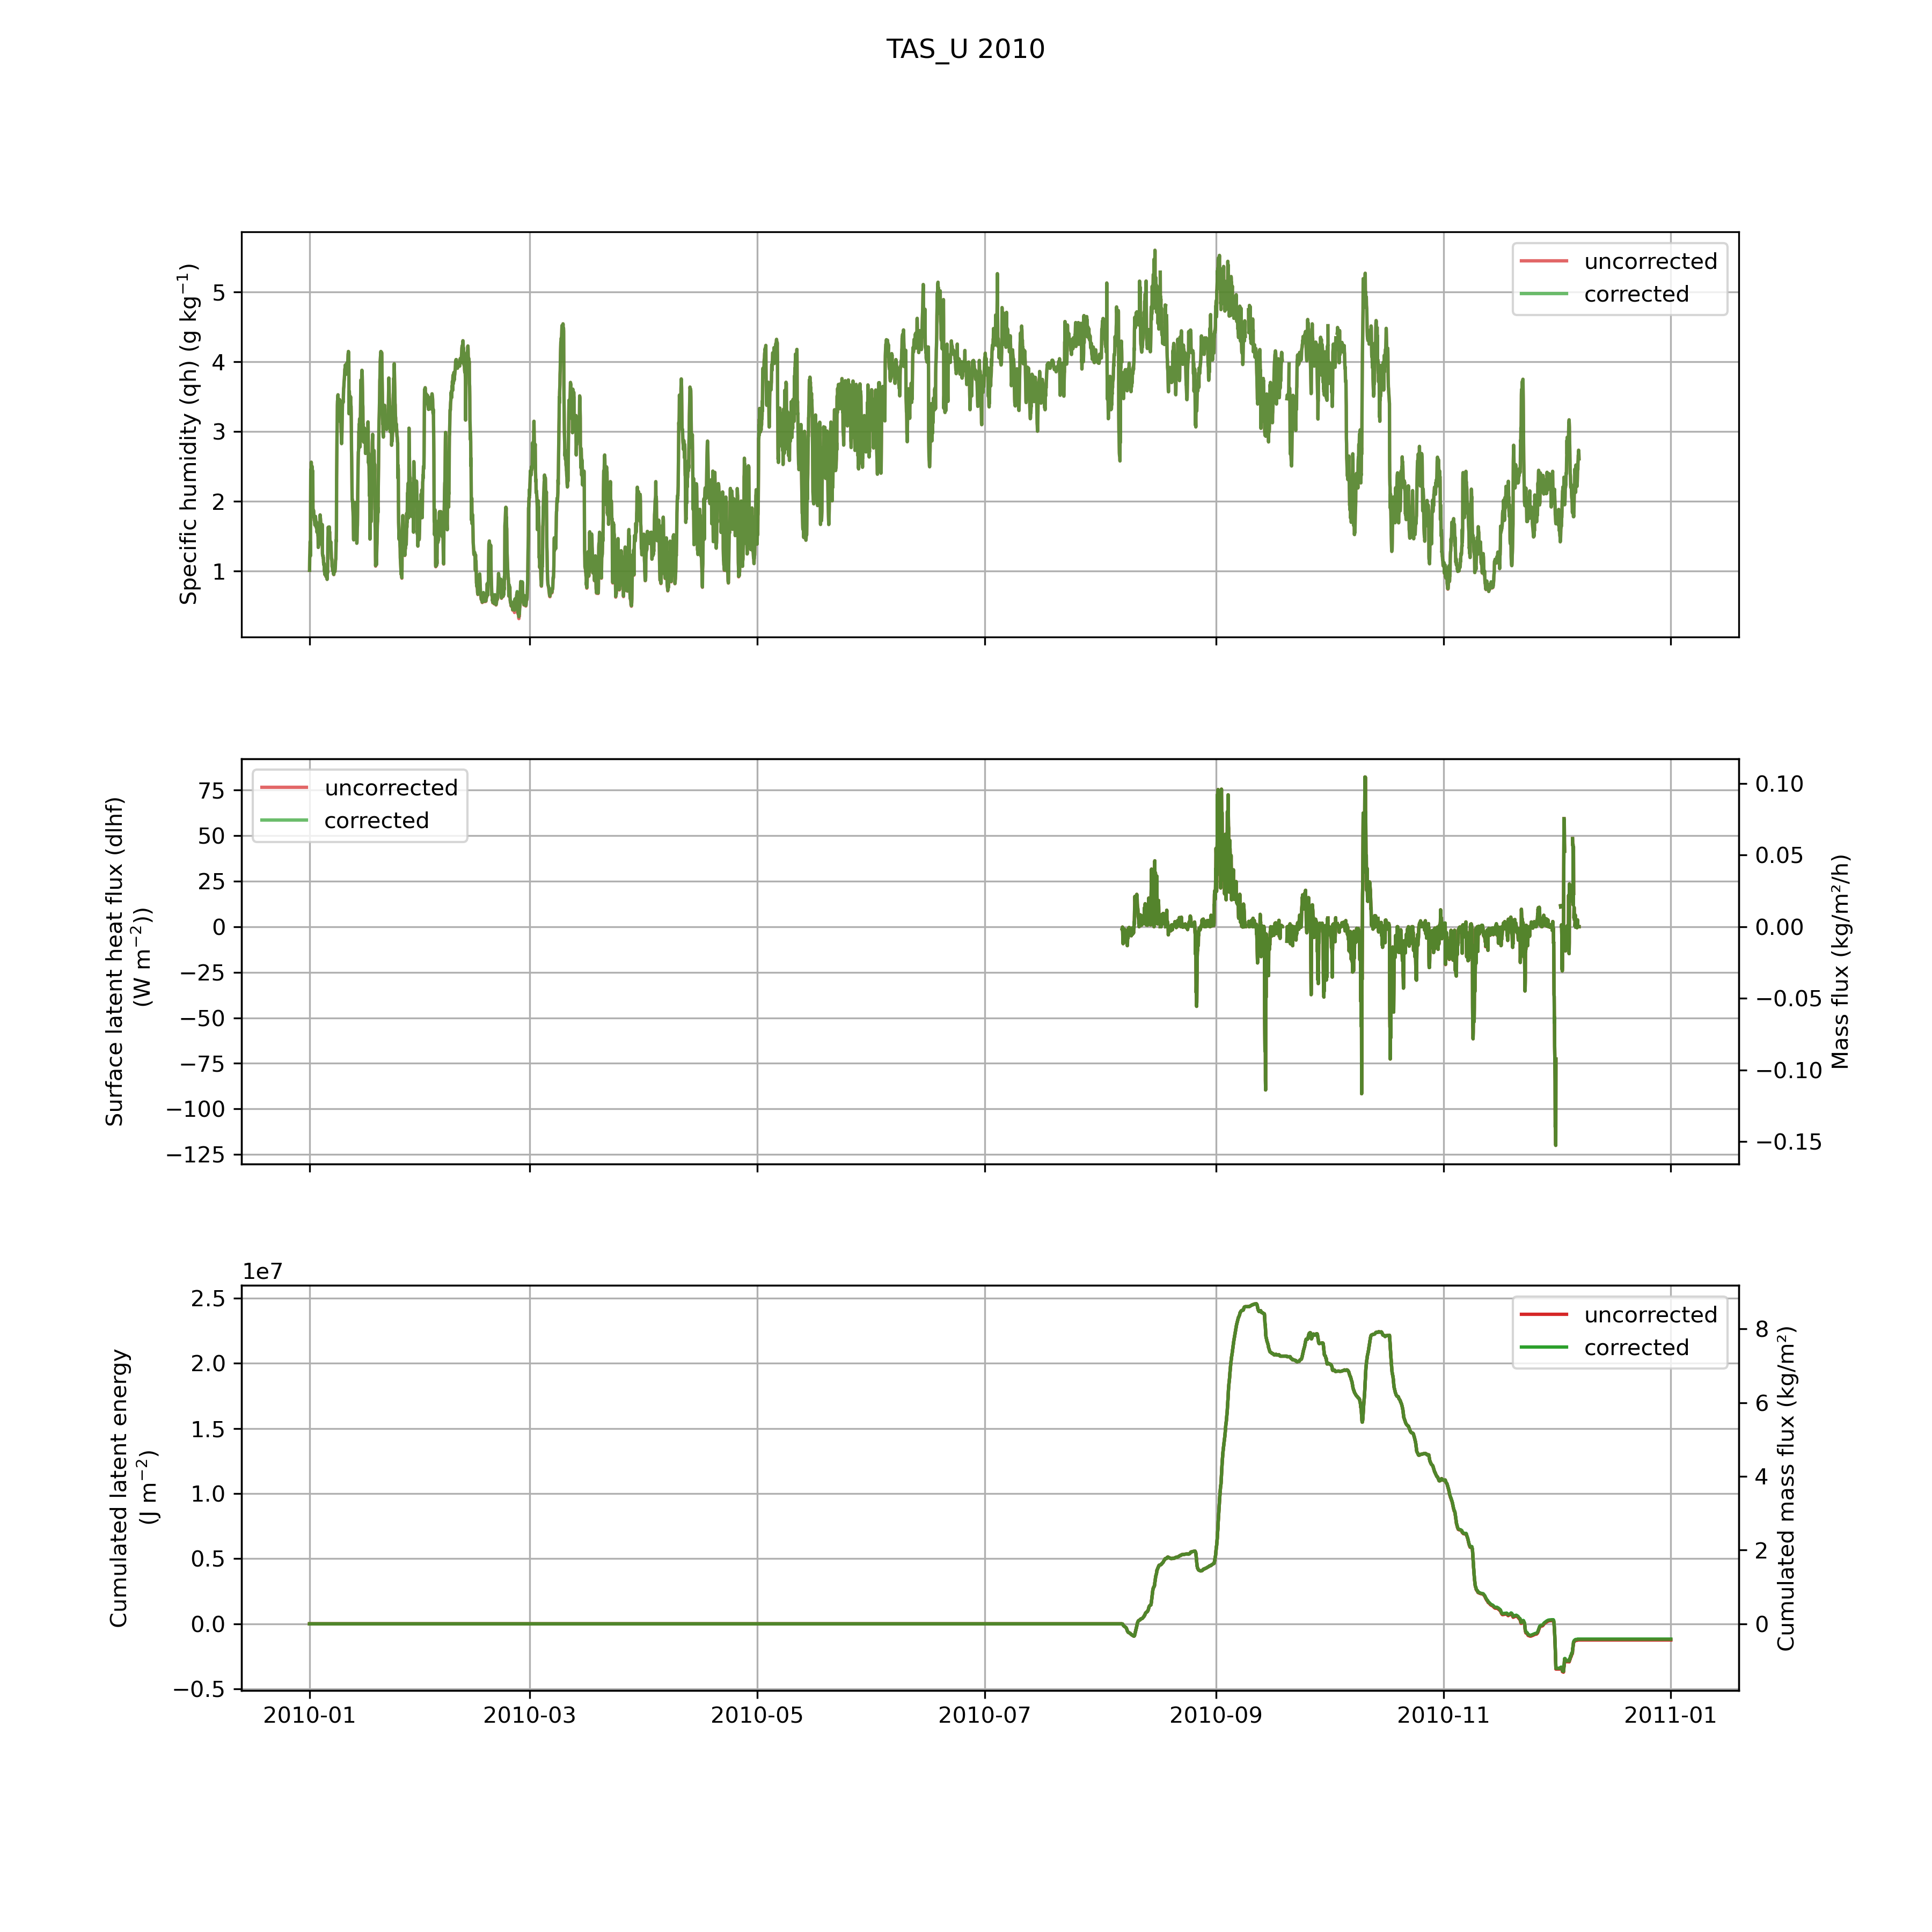 TAS_U 2010
Specific humidity (qh) (g kg⁻¹)
5
4
3
2
1
uncorrected
corrected
Surface latent heat flux (dlhf)
(W m⁻²))
75
50
25
0
−25
−50
−75
−100
−125
uncorrected
corrected
0.10
0.05
0.00
−0.05
−0.10
−0.15
Mass flux (kg/m²/h)
1e7
Cumulated latent energy
(J m⁻²)
2.5
2.0
1.5
1.0
0.5
0.0
−0.5
uncorrected
corrected
8
6
4
2
0
Cumulated mass flux (kg/m²)
2010-01 2010-03 2010-05 2010-07 2010-09 2010-11 2011-01